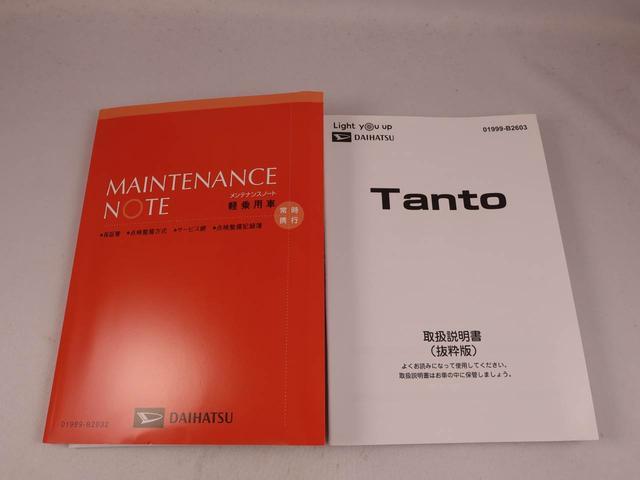 MAINTENANCE
NOTE
メンテナンスノート
軽乗用車
常時
携行
●保証書 ●点検整備方式 ●サービス網 ●点検整備記録簿
DAIHATSU
01999-B2032
Light you up
DAIHATSU
01999-B2603
Tanto
取扱説明書
（抜粋版）
よくお読みになって使用してください。
取扱説明書はお車の中に保管しましょう。